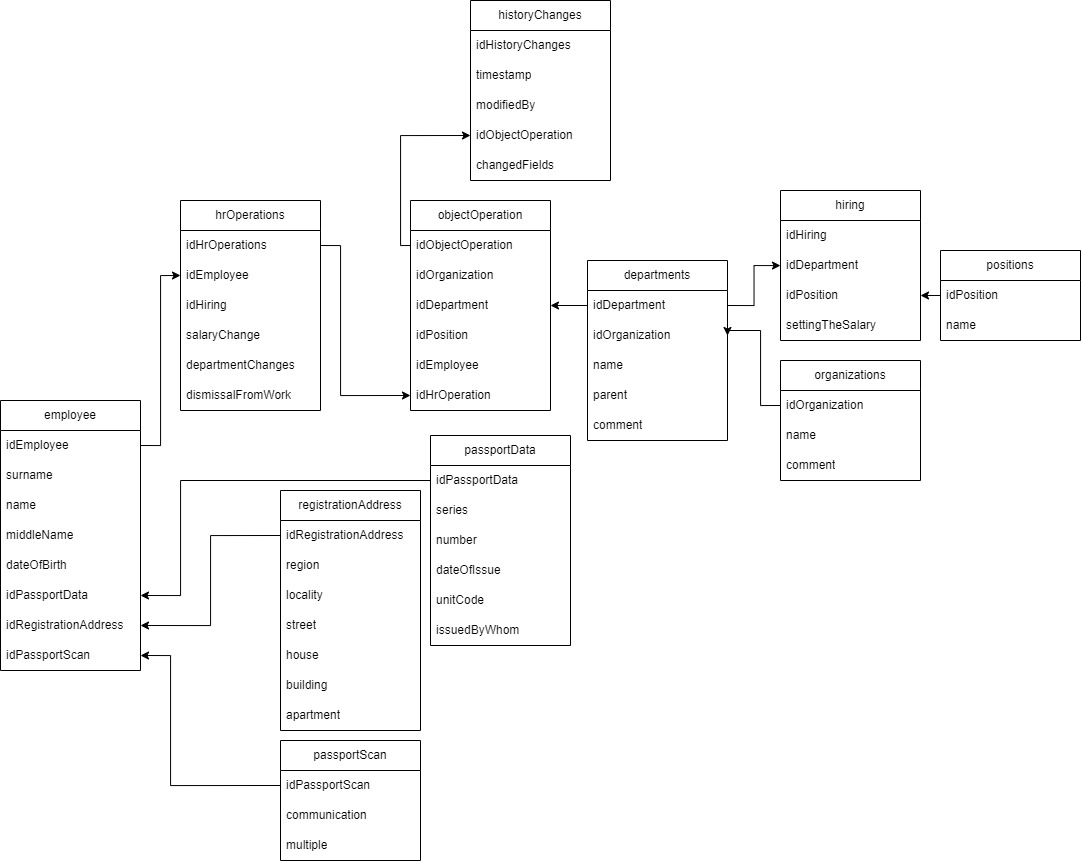 historyChanges
idHistoryChanges
timestamp
modifiedBy
idObjectOperation
changedFields
hrOperations
idHrOperations
idEmployee
idHiring
salaryChange
departmentChanges
dismissalFromWork
objectOperation
idObjectOperation
idOrganization
idDepartment
idPosition
idEmployee
idHrOperation
departments
idDepartment
idOrganization
name
parent
comment
hiring
idHiring
idDepartment
idPosition
settingTheSalary
positions
idPosition
name
organizations
idOrganization
name
comment
employee
idEmployee
surname
name
middleName
dateOfBirth
idPassportData
idRegistrationAddress
idPassportScan
passportData
idPassportData
series
number
dateOfIssue
unitCode
issuedByWhom
registrationAddress
idRegistrationAddress
region
locality
street
house
building
apartment
passportScan
idPassportScan
communication
multiple